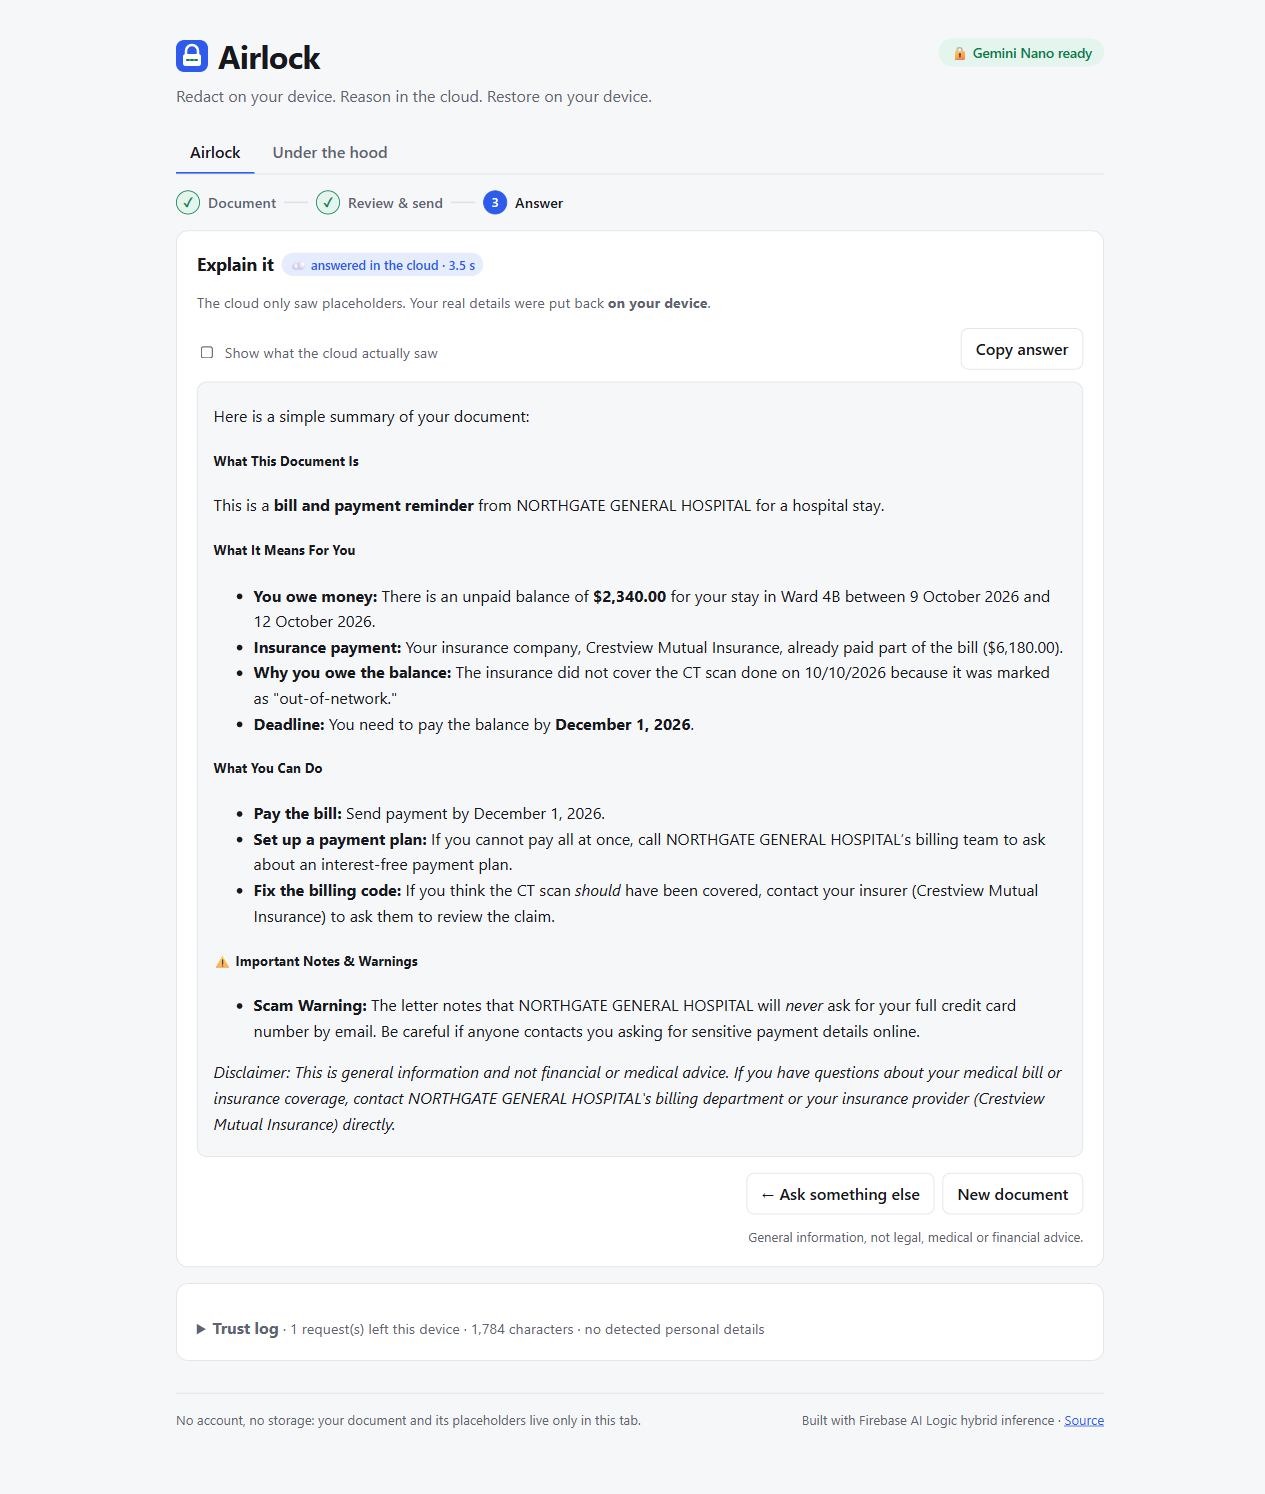 Airlock
Gemini Nano ready
Redact on your device. Reason in the cloud. Restore on your device.
Airlock
Under the hood
✓ Document
✓ Review & send
3 Answer
Explain it
answered in the cloud · 3.5 s
The cloud only saw placeholders. Your real details were put back on your device.
Show what the cloud actually saw
Copy answer
Here is a simple summary of your document:
What This Document Is
This is a bill and payment reminder from NORTHGATE GENERAL HOSPITAL for a hospital stay.
What It Means For You
• You owe money: There is an unpaid balance of $2,340.00 for your stay in Ward 4B between 9 October 2026 and
12 October 2026.
• Insurance payment: Your insurance company, Crestview Mutual Insurance, already paid part of the bill ($6,180.00).
• Why you owe the balance: The insurance did not cover the CT scan done on 10/10/2026 because it was marked
as "out-of-network."
• Deadline: You need to pay the balance by December 1, 2026.
What You Can Do
• Pay the bill: Send payment by December 1, 2026.
• Set up a payment plan: If you cannot pay all at once, call NORTHGATE GENERAL HOSPITAL's billing team to ask
about an interest-free payment plan.
• Fix the billing code: If you think the CT scan should have been covered, contact your insurer (Crestview Mutual
Insurance) to ask them to review the claim.
⚠️ Important Notes & Warnings
• Scam Warning: The letter notes that NORTHGATE GENERAL HOSPITAL will never ask for your full credit card
number by email. Be careful if anyone contacts you asking for sensitive payment details online.
Disclaimer: This is general information and not financial or medical advice. If you have questions about your medical bill or
insurance coverage, contact NORTHGATE GENERAL HOSPITAL's billing department or your insurance provider (Crestview
Mutual Insurance) directly.
← Ask something else
New document
General information, not legal, medical or financial advice.
▶ Trust log · 1 request(s) left this device · 1,784 characters · no detected personal details
No account, no storage: your document and its placeholders live only in this tab.
Built with Firebase AI Logic hybrid inference · Source